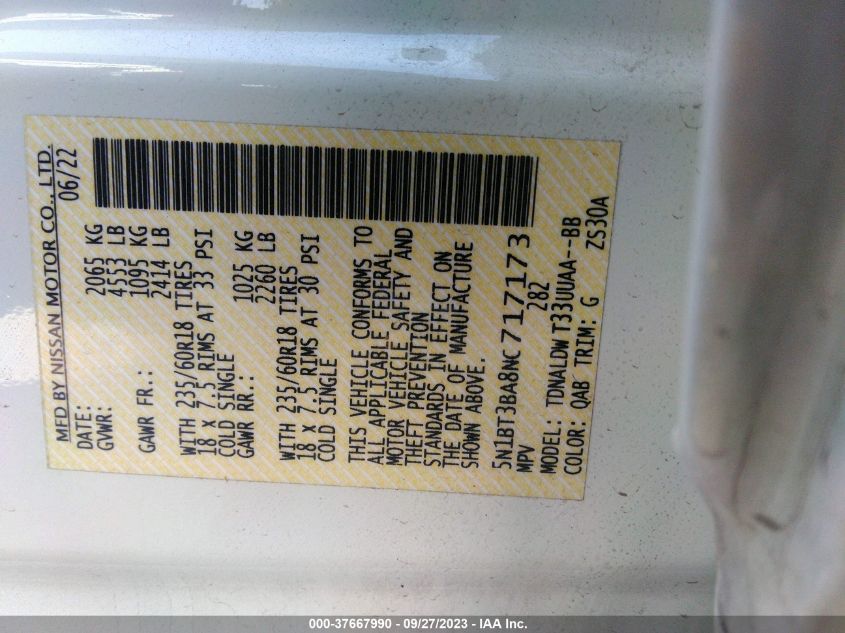 MFD BY NISSAN MOTOR CO., LTD.
DATE: 06/22
GVWR: 2065 KG
4553 LB
GAWR FR.: 1095 KG
2414 LB
WITH 235/60R18 TIRES
18 X 7.5 RIMS AT 33 PSI
COLD SINGLE
GAWR RR.: 1025 KG
2260 LB
WITH 235/60R18 TIRES
18 X 7.5 RIMS AT 30 PSI
COLD SINGLE
THIS VEHICLE CONFORMS TO
ALL APPLICABLE FEDERAL
MOTOR VEHICLE SAFETY AND
THEFT PREVENTION
STANDARDS IN EFFECT ON
THE DATE OF MANUFACTURE
SHOWN ABOVE.
5N1BT3BA8NC717173
MPV 282
MODEL: TDNALDW T33UUAA--BB
COLOR: QAB TRIM: G ZS30A
000-37667990 - 09/27/2023 - IAA Inc.